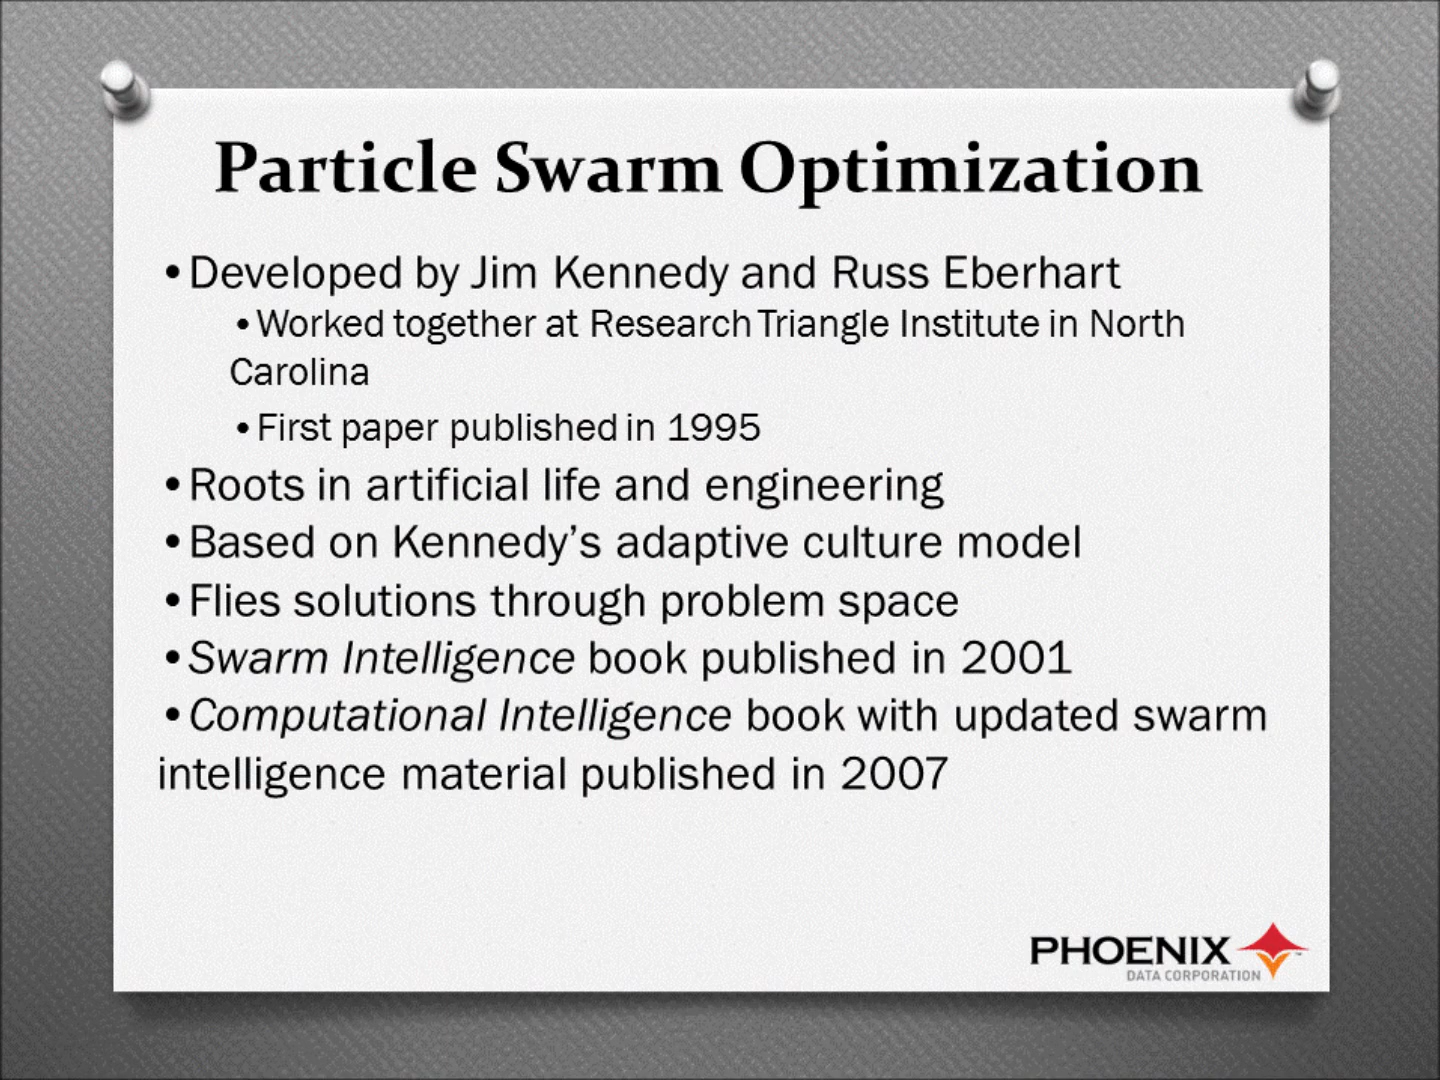 Particle Swarm Optimization
•Developed by Jim Kennedy and Russ Eberhart
•Worked together at Research Triangle Institute in North
Carolina
•First paper published in 1995
•Roots in artificial life and engineering
•Based on Kennedy’s adaptive culture model
•Flies solutions through problem space
•Swarm Intelligence book published in 2001
•Computational Intelligence book with updated swarm
intelligence material published in 2007
PHOENIX
DATA CORPORATION